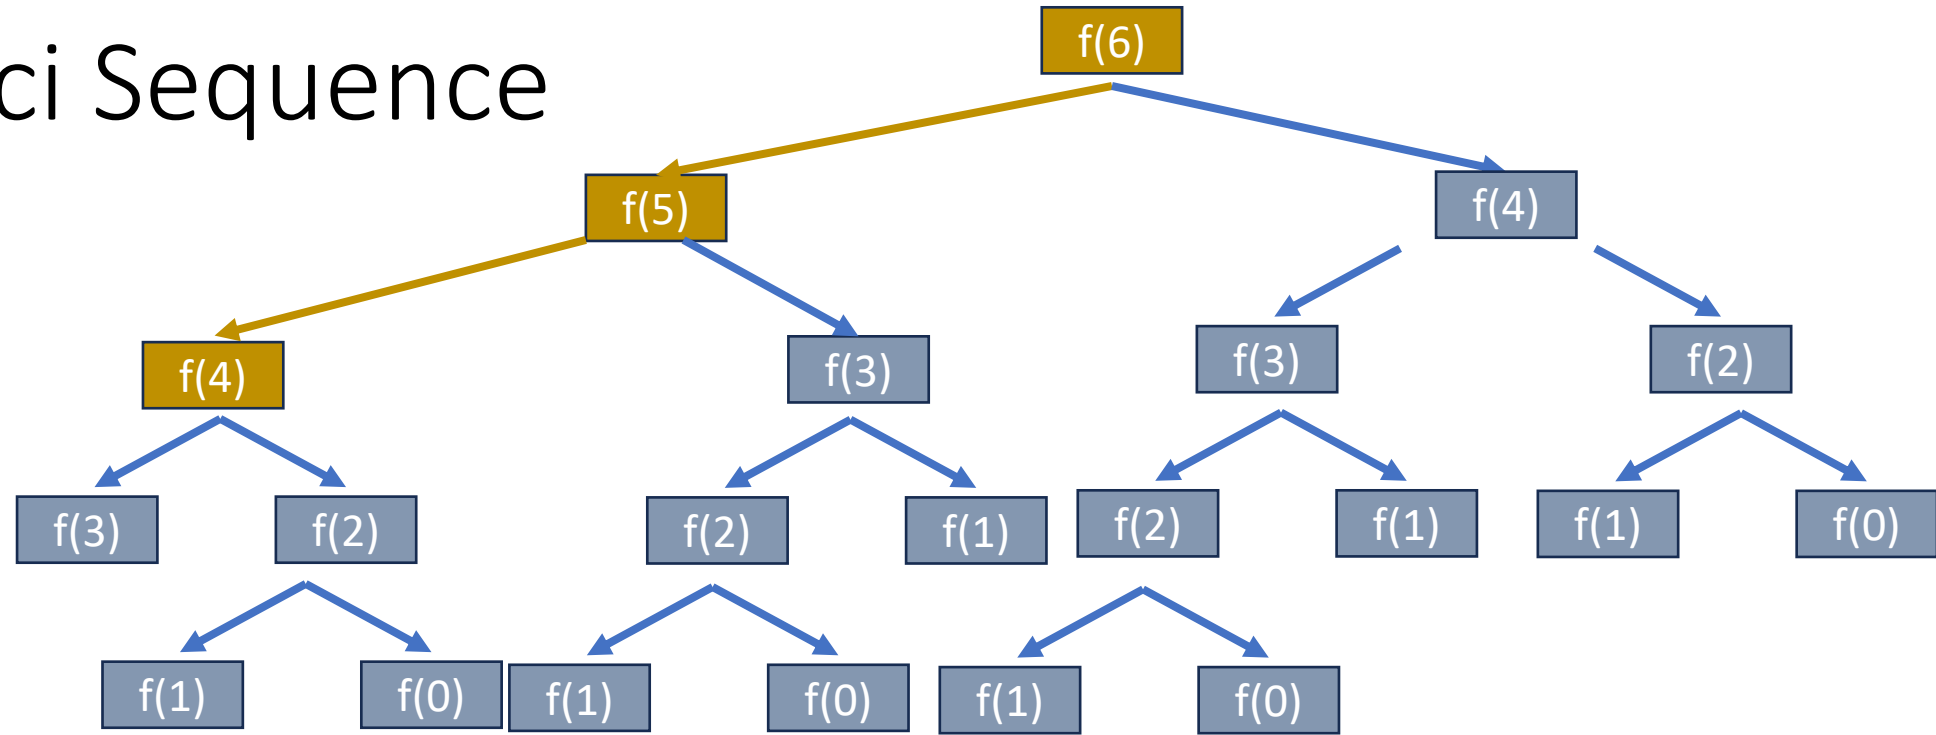 ci Sequence
f(6)
f(5)
f(4)
f(4)
f(3)
f(3)
f(2)
f(3)
f(2)
f(2)
f(1)
f(2)
f(1)
f(1)
f(0)
f(1)
f(0)
f(1)
f(0)
f(1)
f(0)